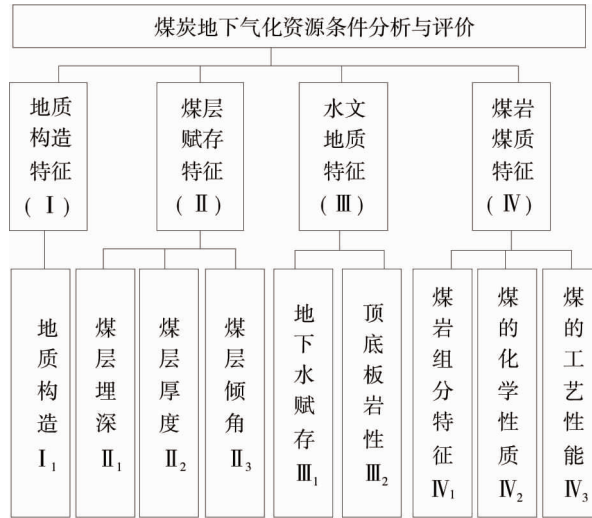 煤炭地下气化资源条件分析与评价
地质
构造
特征
(Ⅰ)
煤层
赋存
特征
(Ⅱ)
水文
地质
特征
(Ⅲ)
煤岩
煤质
特征
(Ⅳ)
地质构造Ⅰ₁
煤层埋深Ⅱ₁
煤层厚度Ⅱ₂
煤层倾角Ⅱ₃
地下水赋存Ⅲ₁
顶底板岩性Ⅲ₂
煤岩组分特征Ⅳ₁
煤的化学性质Ⅳ₂
煤的工艺性能Ⅳ₃